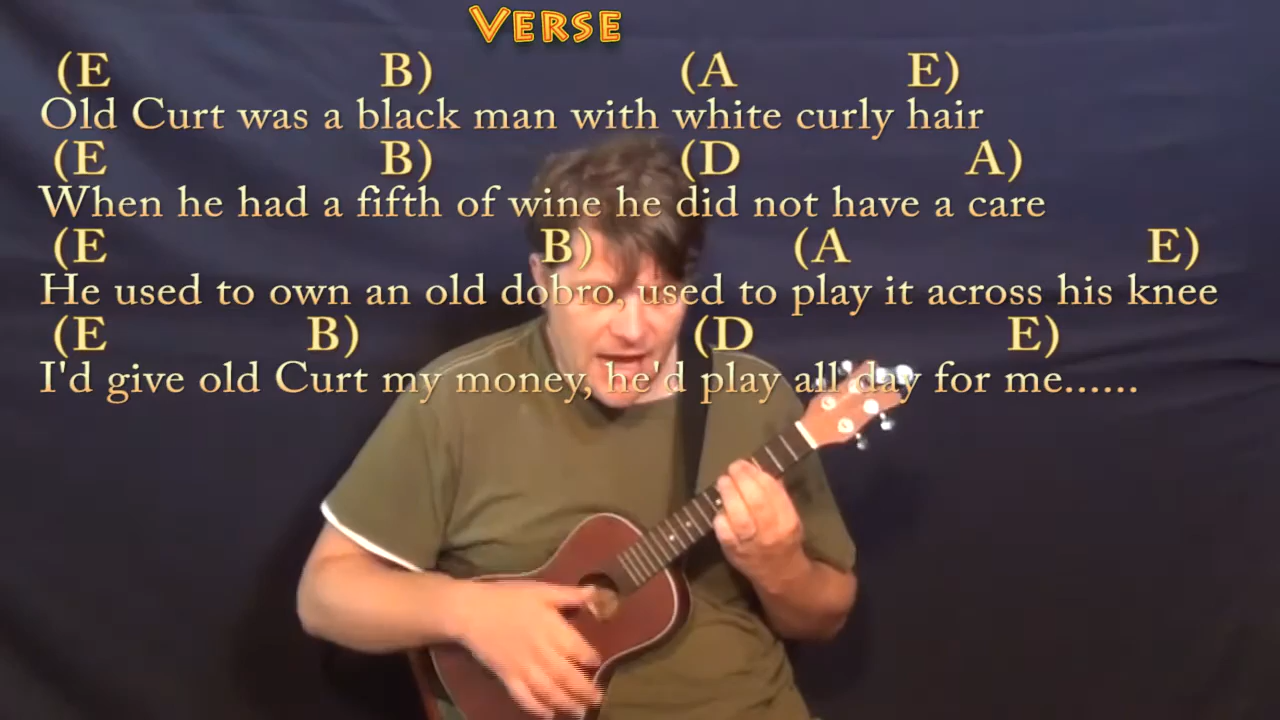 VERSE
(E B) (A E)
Old Curt was a black man with white curly hair
(E B) (D A)
When he had a fifth of wine he did not have a care
(E B) (A E)
He used to own an old dobro, used to play it across his knee
(E B) (D E)
I'd give old Curt my money, he'd play all day for me......